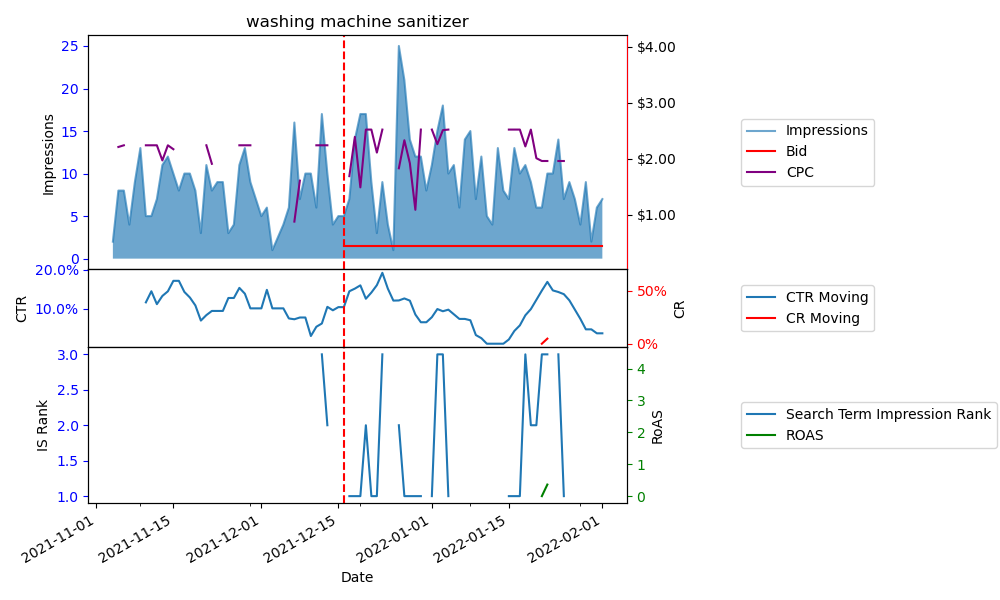 washing machine sanitizer
Impressions
25
20
15
10
5
0
$4.00
$3.00
$2.00
$1.00
Impressions
Bid
CPC
CTR
20.0%
10.0%
50%
0%
CR
CTR Moving
CR Moving
IS Rank
3.0
2.5
2.0
1.5
1.0
4
3
2
1
0
RoAS
Search Term Impression Rank
ROAS
2021-11-01
2021-11-15
2021-12-01
2021-12-15
2022-01-01
2022-01-15
2022-02-01
Date